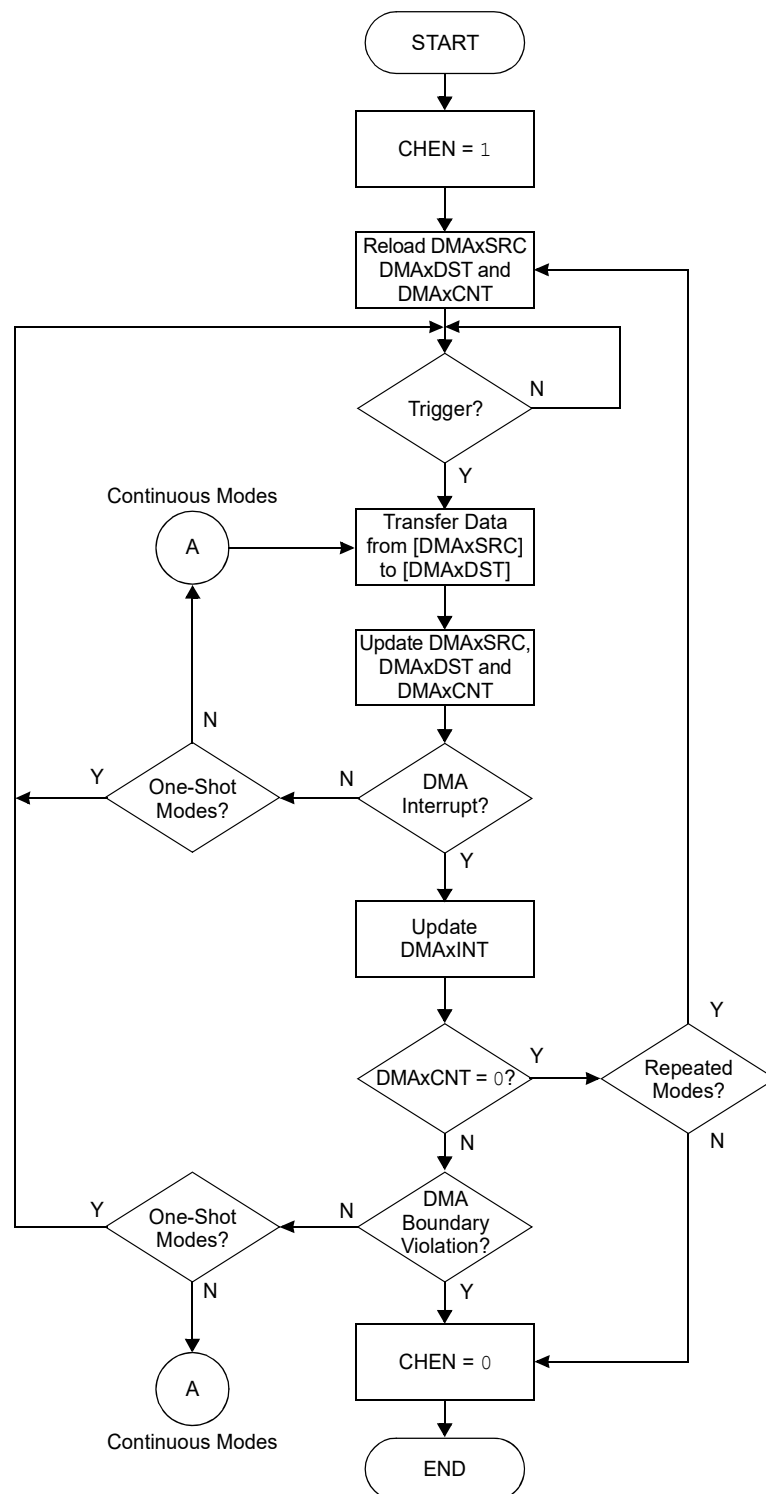 START
CHEN = 1
Reload DMAxSRC
DMAxDST and
DMAxCNT
N
Trigger?
Y
Continuous Modes
A
Transfer Data
from [DMAxSRC]
to [DMAxDST]
Update DMAxSRC,
DMAxDST and
DMAxCNT
N
Y
One-Shot
Modes?
N
DMA
Interrupt?
Y
Update
DMAxINT
Y
DMAxCNT = 0?
Y
Repeated
Modes?
N
N
Y
One-Shot
Modes?
N
DMA
Boundary
Violation?
N
Y
CHEN = 0
A
Continuous Modes
END